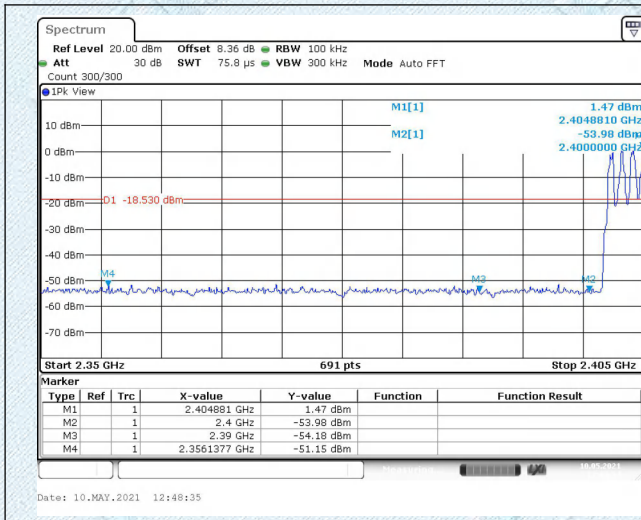 Spectrum
Ref Level 20.00 dBm Offset 8.36 dB RBW 100 kHz
Att 30 dB SWT 75.8 µs VBW 300 kHz Mode Auto FFT
Count 300/300
1Pk View
M1[1] 1.47 dBm
2.4048810 GHz
M2[1] -53.98 dBm
2.4000000 GHz
10 dBm
0 dBm
-10 dBm
-20 dBm
D1 -18.530 dBm
-30 dBm
-40 dBm
-50 dBm
M4 M3 M2
-60 dBm
-70 dBm
Start 2.35 GHz 691 pts Stop 2.405 GHz
Marker
Type Ref Trc X-value Y-value Function Function Result
M1 1 2.404881 GHz 1.47 dBm
M2 1 2.4 GHz -53.98 dBm
M3 1 2.39 GHz -54.18 dBm
M4 1 2.3561377 GHz -51.15 dBm
10.05.2021
Date: 10.MAY.2021 12:48:35